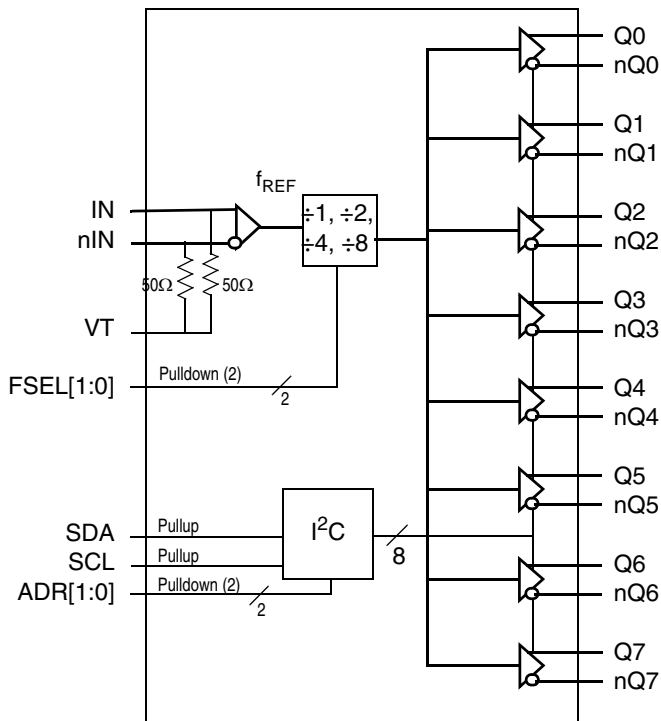 Q0
nQ0
Q1
nQ1
f_REF
IN
÷1, ÷2,
÷4, ÷8
nIN
Q2
nQ2
50Ω
50Ω
VT
Q3
nQ3
FSEL[1:0]
Pulldown (2)
2
Q4
nQ4
Q5
nQ5
SDA
Pullup
I²C
8
SCL
Pullup
ADR[1:0]
Pulldown (2)
2
Q6
nQ6
Q7
nQ7